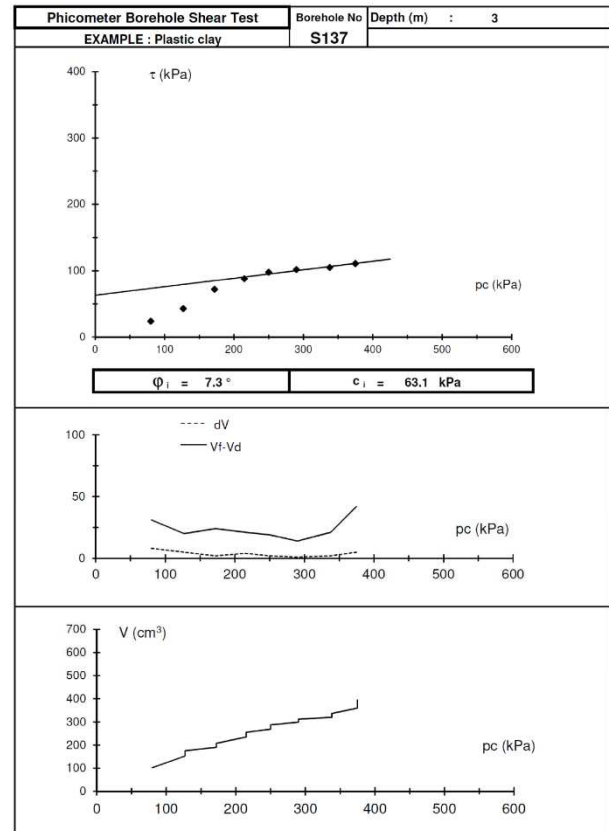 Phicometer Borehole Shear Test
Borehole No
Depth (m) : 3
EXAMPLE : Plastic clay
S137
τ (kPa)
400
300
200
100
0
pc (kPa)
0 100 200 300 400 500 600
φ i = 7.3 °
c i = 63.1 kPa
dV
Vf-Vd
100
50
0
pc (kPa)
0 100 200 300 400 500 600
V (cm³)
700
600
500
400
300
200
100
0
pc (kPa)
0 100 200 300 400 500 600